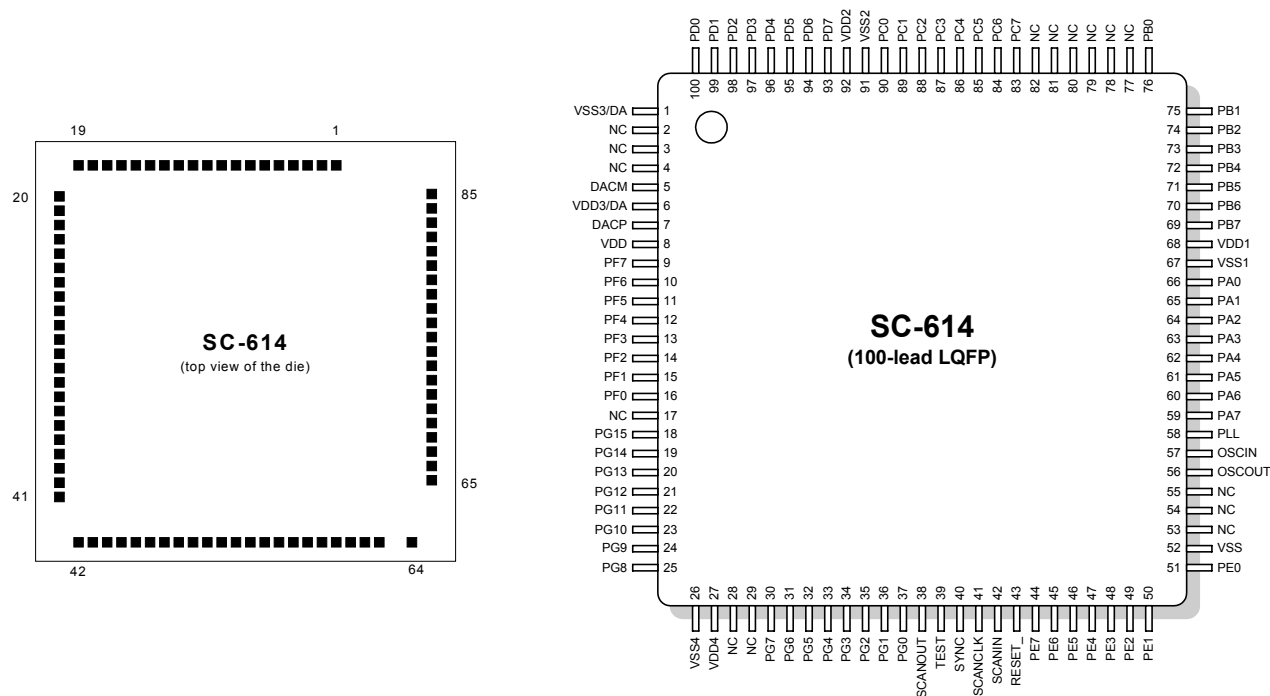 19 1
20 85
SC-614
(top view of the die)
41 65
42 64
PD0 PD1 PD2 PD3 PD4 PD5 PD6 PD7 VDD2 VSS2 PC0 PC1 PC2 PC3 PC4 PC5 PC6 PC7 NC NC NC NC NC NC PB0
100 99 98 97 96 95 94 93 92 91 90 89 88 87 86 85 84 83 82 81 80 79 78 77 76
VSS3/DA 1 75 PB1
NC 2 74 PB2
NC 3 73 PB3
NC 4 72 PB4
DACM 5 71 PB5
VDD3/DA 6 70 PB6
DACP 7 69 PB7
VDD 8 68 VDD1
PF7 9 67 VSS1
PF6 10 66 PA0
PF5 11 65 PA1
PF4 12 64 PA2
PF3 13 63 PA3
PF2 14 62 PA4
PF1 15 61 PA5
PF0 16 60 PA6
NC 17 59 PA7
PG15 18 58 PLL
PG14 19 57 OSCIN
PG13 20 56 OSCOUT
PG12 21 55 NC
PG11 22 54 NC
PG10 23 53 NC
PG9 24 52 VSS
PG8 25 51 PE0
SC-614
(100-lead LQFP)
26 27 28 29 30 31 32 33 34 35 36 37 38 39 40 41 42 43 44 45 46 47 48 49 50
VSS4 VDD4 NC NC PG7 PG6 PG5 PG4 PG3 PG2 PG1 PG0 SCANOUT TEST SYNC SCANCLK SCANIN RESET_ PE7 PE6 PE5 PE4 PE3 PE2 PE1